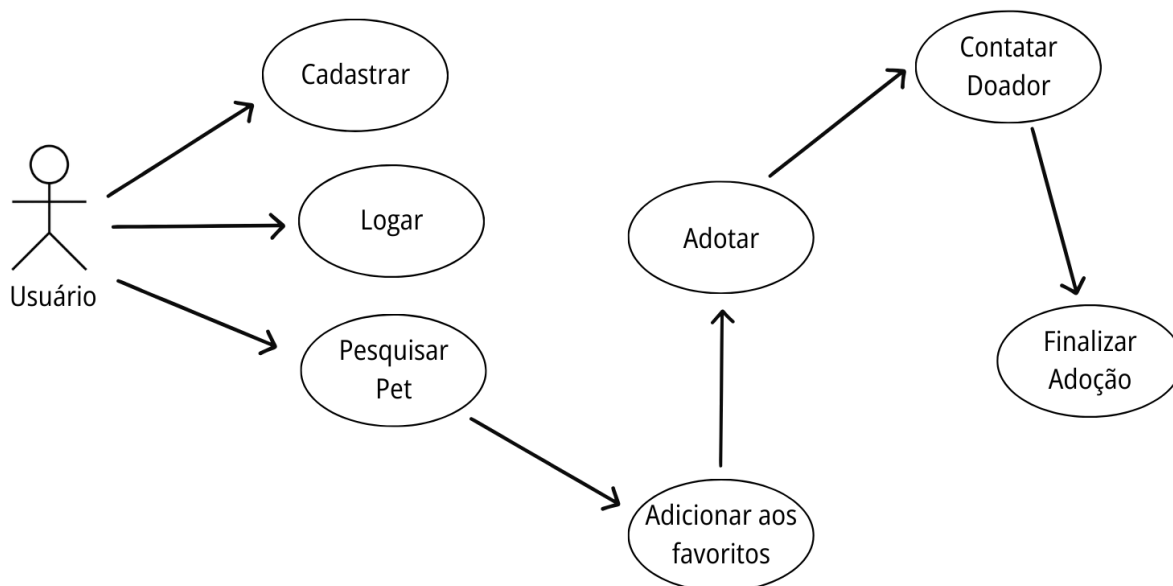 Cadastrar
Logar
Usuário
Pesquisar
Pet
Adicionar aos
favoritos
Adotar
Contatar
Doador
Finalizar
Adoção